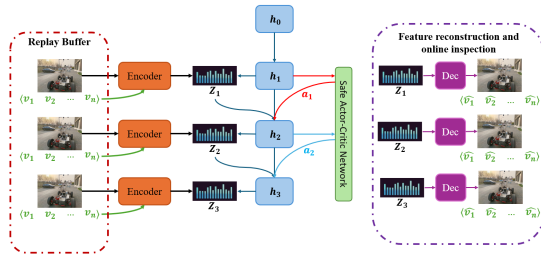 Replay Buffer
⟨v1 v2 ... vn⟩
Encoder
Z1
⟨v1 v2 ... vn⟩
Encoder
Z2
⟨v1 v2 ... vn⟩
Encoder
Z3
h0
h1
a1
h2
a2
h3
Safe Actor-Critic Network
Feature reconstruction and
online inspection
Z1
Dec
⟨v̂1 v̂2 ... v̂n⟩
Z2
Dec
⟨v̂1 v̂2 ... v̂n⟩
Z3
Dec
⟨v̂1 v̂2 ... v̂n⟩